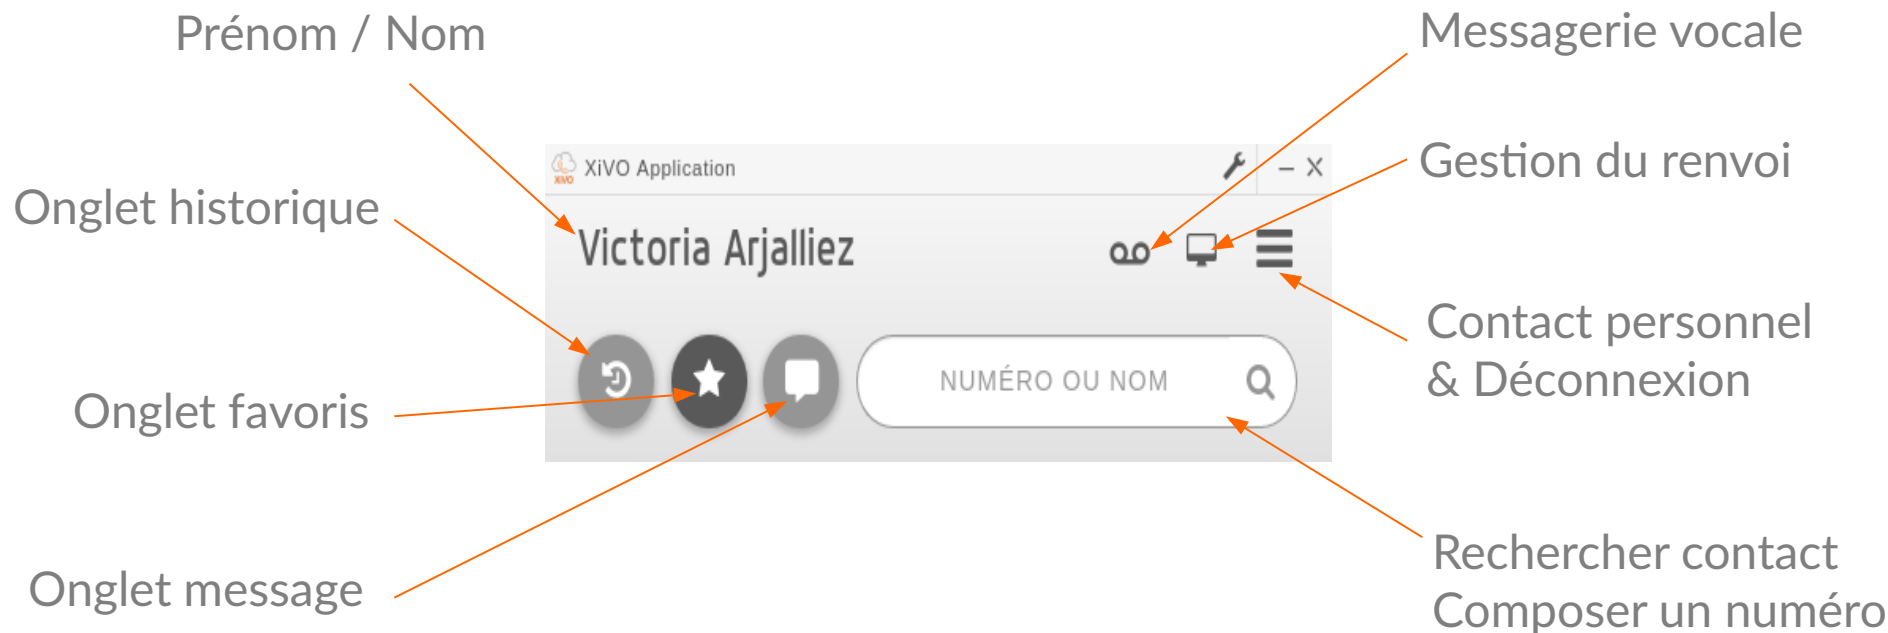 Prénom / Nom
Messagerie vocale
XiVO Application
Gestion du renvoi
Onglet historique
Victoria Arjalliez
Contact personnel
& Déconnexion
NUMÉRO OU NOM
Onglet favoris
Rechercher contact
Composer un numéro
Onglet message
XiVO